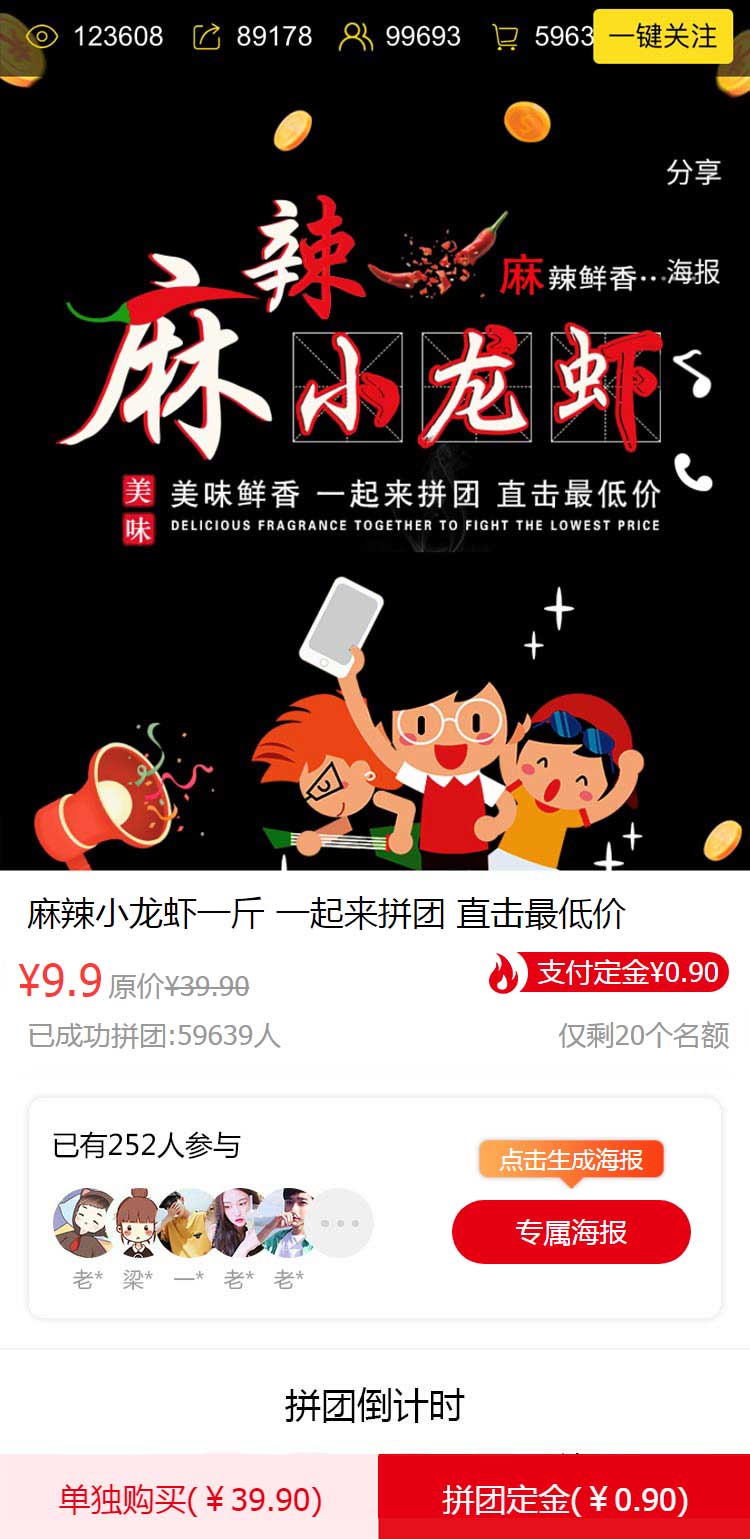 123608 89178 99693 5963 一键关注
分享
麻辣
麻辣鲜香… 海报
小龙虾
美味 美味鲜香 一起来拼团 直击最低价
DELICIOUS FRAGRANCE TOGETHER TO FIGHT THE LOWEST PRICE
麻辣小龙虾一斤 一起来拼团 直击最低价
¥9.9 原价¥39.90 支付定金¥0.90
已成功拼团:59639人 仅剩20个名额
已有252人参与
点击生成海报
专属海报
老* 梁* 一* 老* 老*
拼团倒计时
单独购买(¥39.90) 拼团定金(¥0.90)